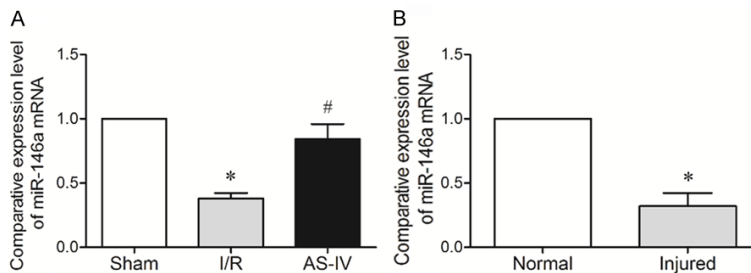 A
Comparative expression level
of miR-146a mRNA
1.5
1.0
0.5
0.0
*
#
Sham I/R AS-IV
B
Comparative expression level
of miR-146a mRNA
1.5
1.0
0.5
0.0
*
Normal Injured